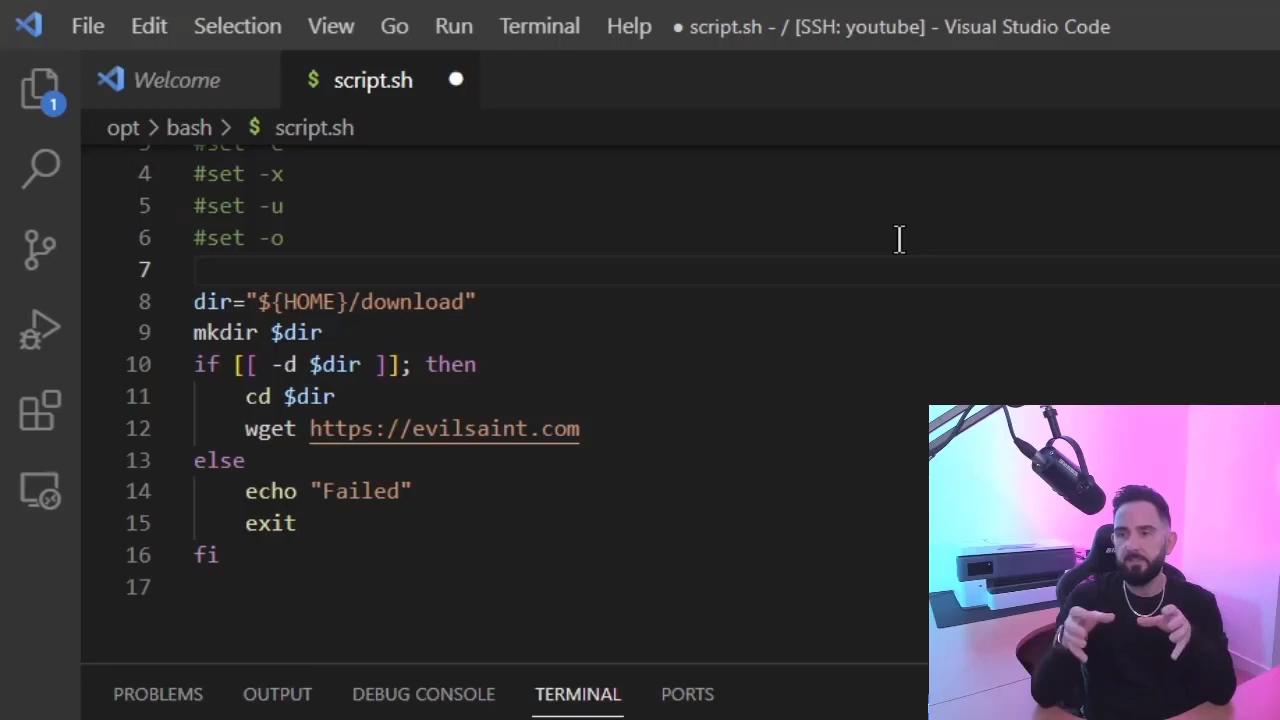 File Edit Selection View Go Run Terminal Help ● script.sh - / [SSH: youtube] - Visual Studio Code
Welcome $ script.sh
opt > bash > $ script.sh
4 #set -x
5 #set -u
6 #set -o
7
8 dir="${HOME}/download"
9 mkdir $dir
10 if [[ -d $dir ]]; then
11 cd $dir
12 wget https://evilsaint.com
13 else
14 echo "Failed"
15 exit
16 fi
17
1
PROBLEMS OUTPUT DEBUG CONSOLE TERMINAL PORTS